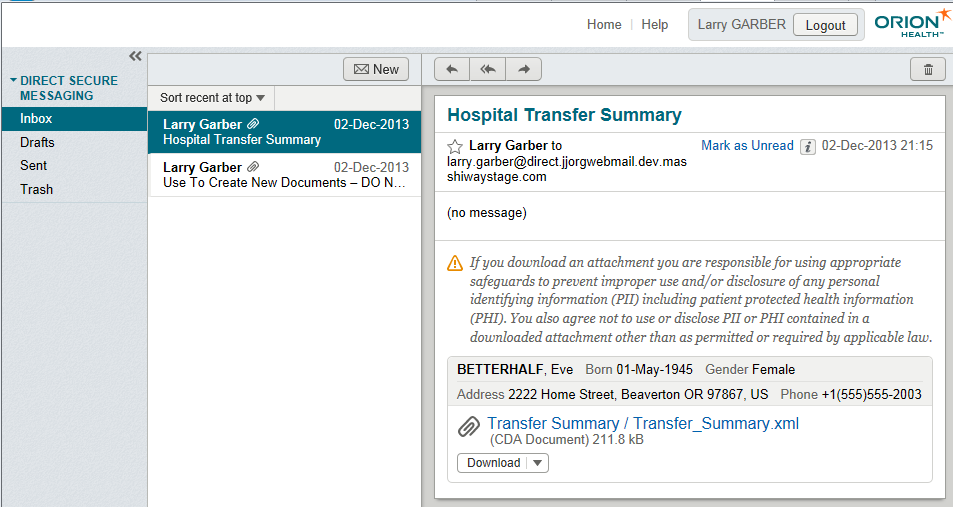 Home | Help
Larry GARBER Logout
ORION HEALTH™
DIRECT SECURE MESSAGING
Inbox
Drafts
Sent
Trash
New
Sort recent at top
Larry Garber 02-Dec-2013
Hospital Transfer Summary
Larry Garber 02-Dec-2013
Use To Create New Documents – DO N...
Hospital Transfer Summary
Larry Garber to
larry.garber@direct.jjorgwebmail.dev.mas
shiwaystage.com
Mark as Unread i 02-Dec-2013 21:15
(no message)
If you download an attachment you are responsible for using appropriate
safeguards to prevent improper use and/or disclosure of any personal
identifying information (PII) including patient protected health information
(PHI). You also agree not to use or disclose PII or PHI contained in a
downloaded attachment other than as permitted or required by applicable law.
BETTERHALF, Eve Born 01-May-1945 Gender Female
Address 2222 Home Street, Beaverton OR 97867, US Phone +1(555)555-2003
Transfer Summary / Transfer_Summary.xml
(CDA Document) 211.8 kB
Download